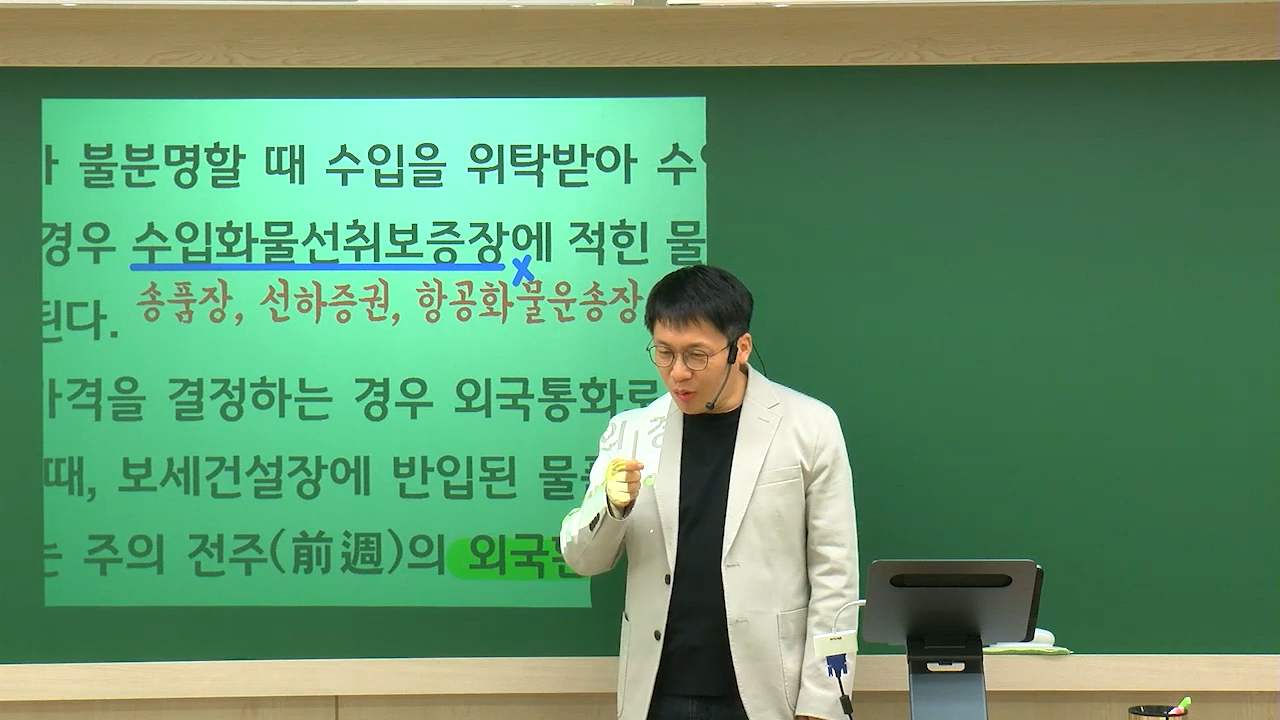 불분명할 때 수입을 위탁받아 수
경우 수입화물선취보증장에 적힌 물
x
된다. 송품장, 선하증권, 항공화물운송장
가격을 결정하는 경우 외국통화로
때, 보세건설장에 반입된 물품
는 주의 전주(前週)의 외국환